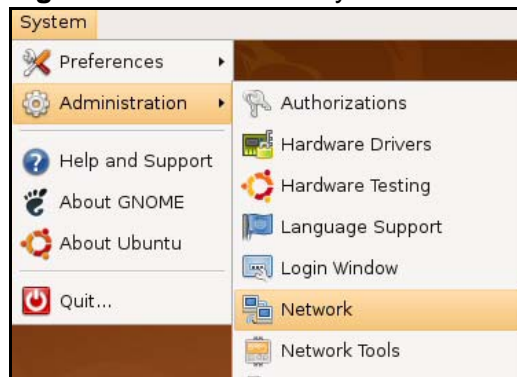 System
Preferences
Administration
Help and Support
About GNOME
About Ubuntu
Quit...
Authorizations
Hardware Drivers
Hardware Testing
Language Support
Login Window
Network
Network Tools